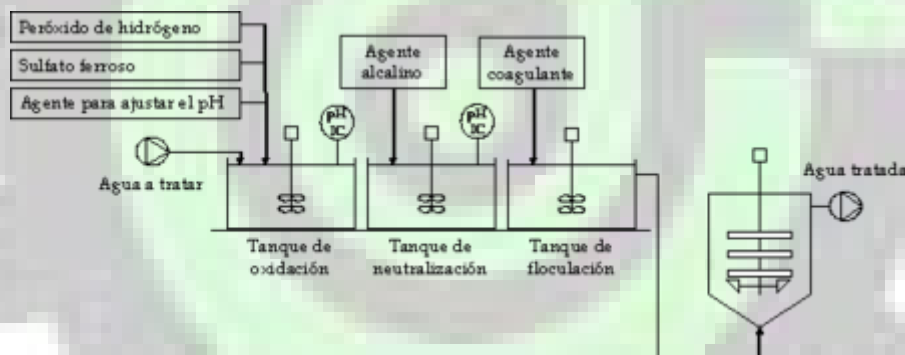 Peróxido de hidrógeno
Sulfato ferroso
Agente para ajustar el pH
Agente
alcalino
Agente
coagulante
pH
IC
pH
IC
Agua a tratar
Agua tratada
Tanque de
oxidación
Tanque de
neutralización
Tanque de
floculación